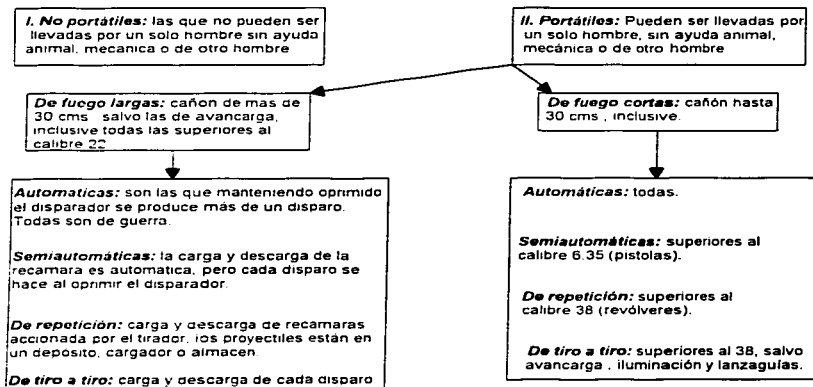 I. No portátiles: las que no pueden ser
llevadas por un solo hombre sin ayuda
animal, mecanica o de otro hombre
II. Portátiles: Pueden ser llevadas por
un solo hombre, sin ayuda animal,
mecánica o de otro hombre
De fuego largas: cañon de mas de
30 cms salvo las de avancarga,
inclusive todas las superiores al
calibre 22
De fuego cortas: cañón hasta
30 cms , inclusive.
Automaticas: son las que manteniendo oprimido
el disparador se produce más de un disparo.
Todas son de guerra.
Semiautomáticas: la carga y descarga de la
recamara es automatica, pero cada disparo se
hace al oprimir el disparador.
De repetición: carga y descarga de recamaras
accionada por el tirador, los proyectiles están en
un depósito, cargador o almacen
De tiro a tiro: carga y descarga de cada disparo
Automáticas: todas.
Semiautomáticas: superiores al
calibre 6.35 (pistolas).
De repetición: superiores al
calibre 38 (revólveres).
De tiro a tiro: superiores al 38, salvo
avancarga , iluminación y lanzaguías.